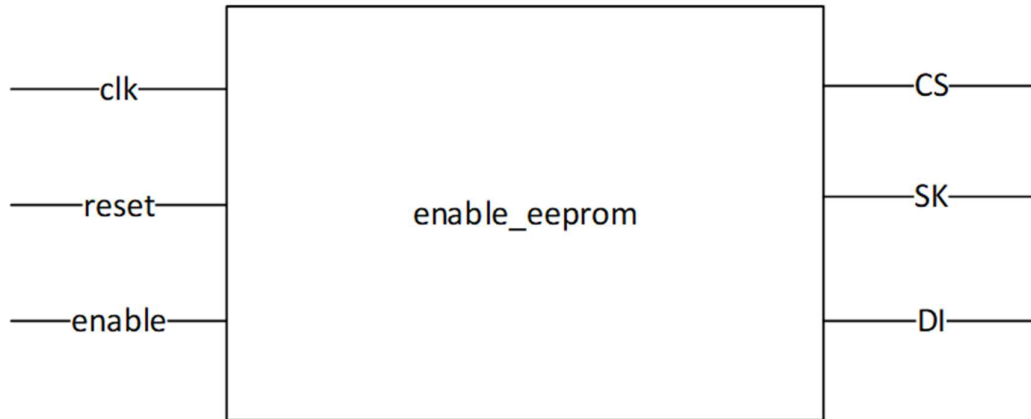 clk
CS
reset
SK
enable_eeprom
enable
DI